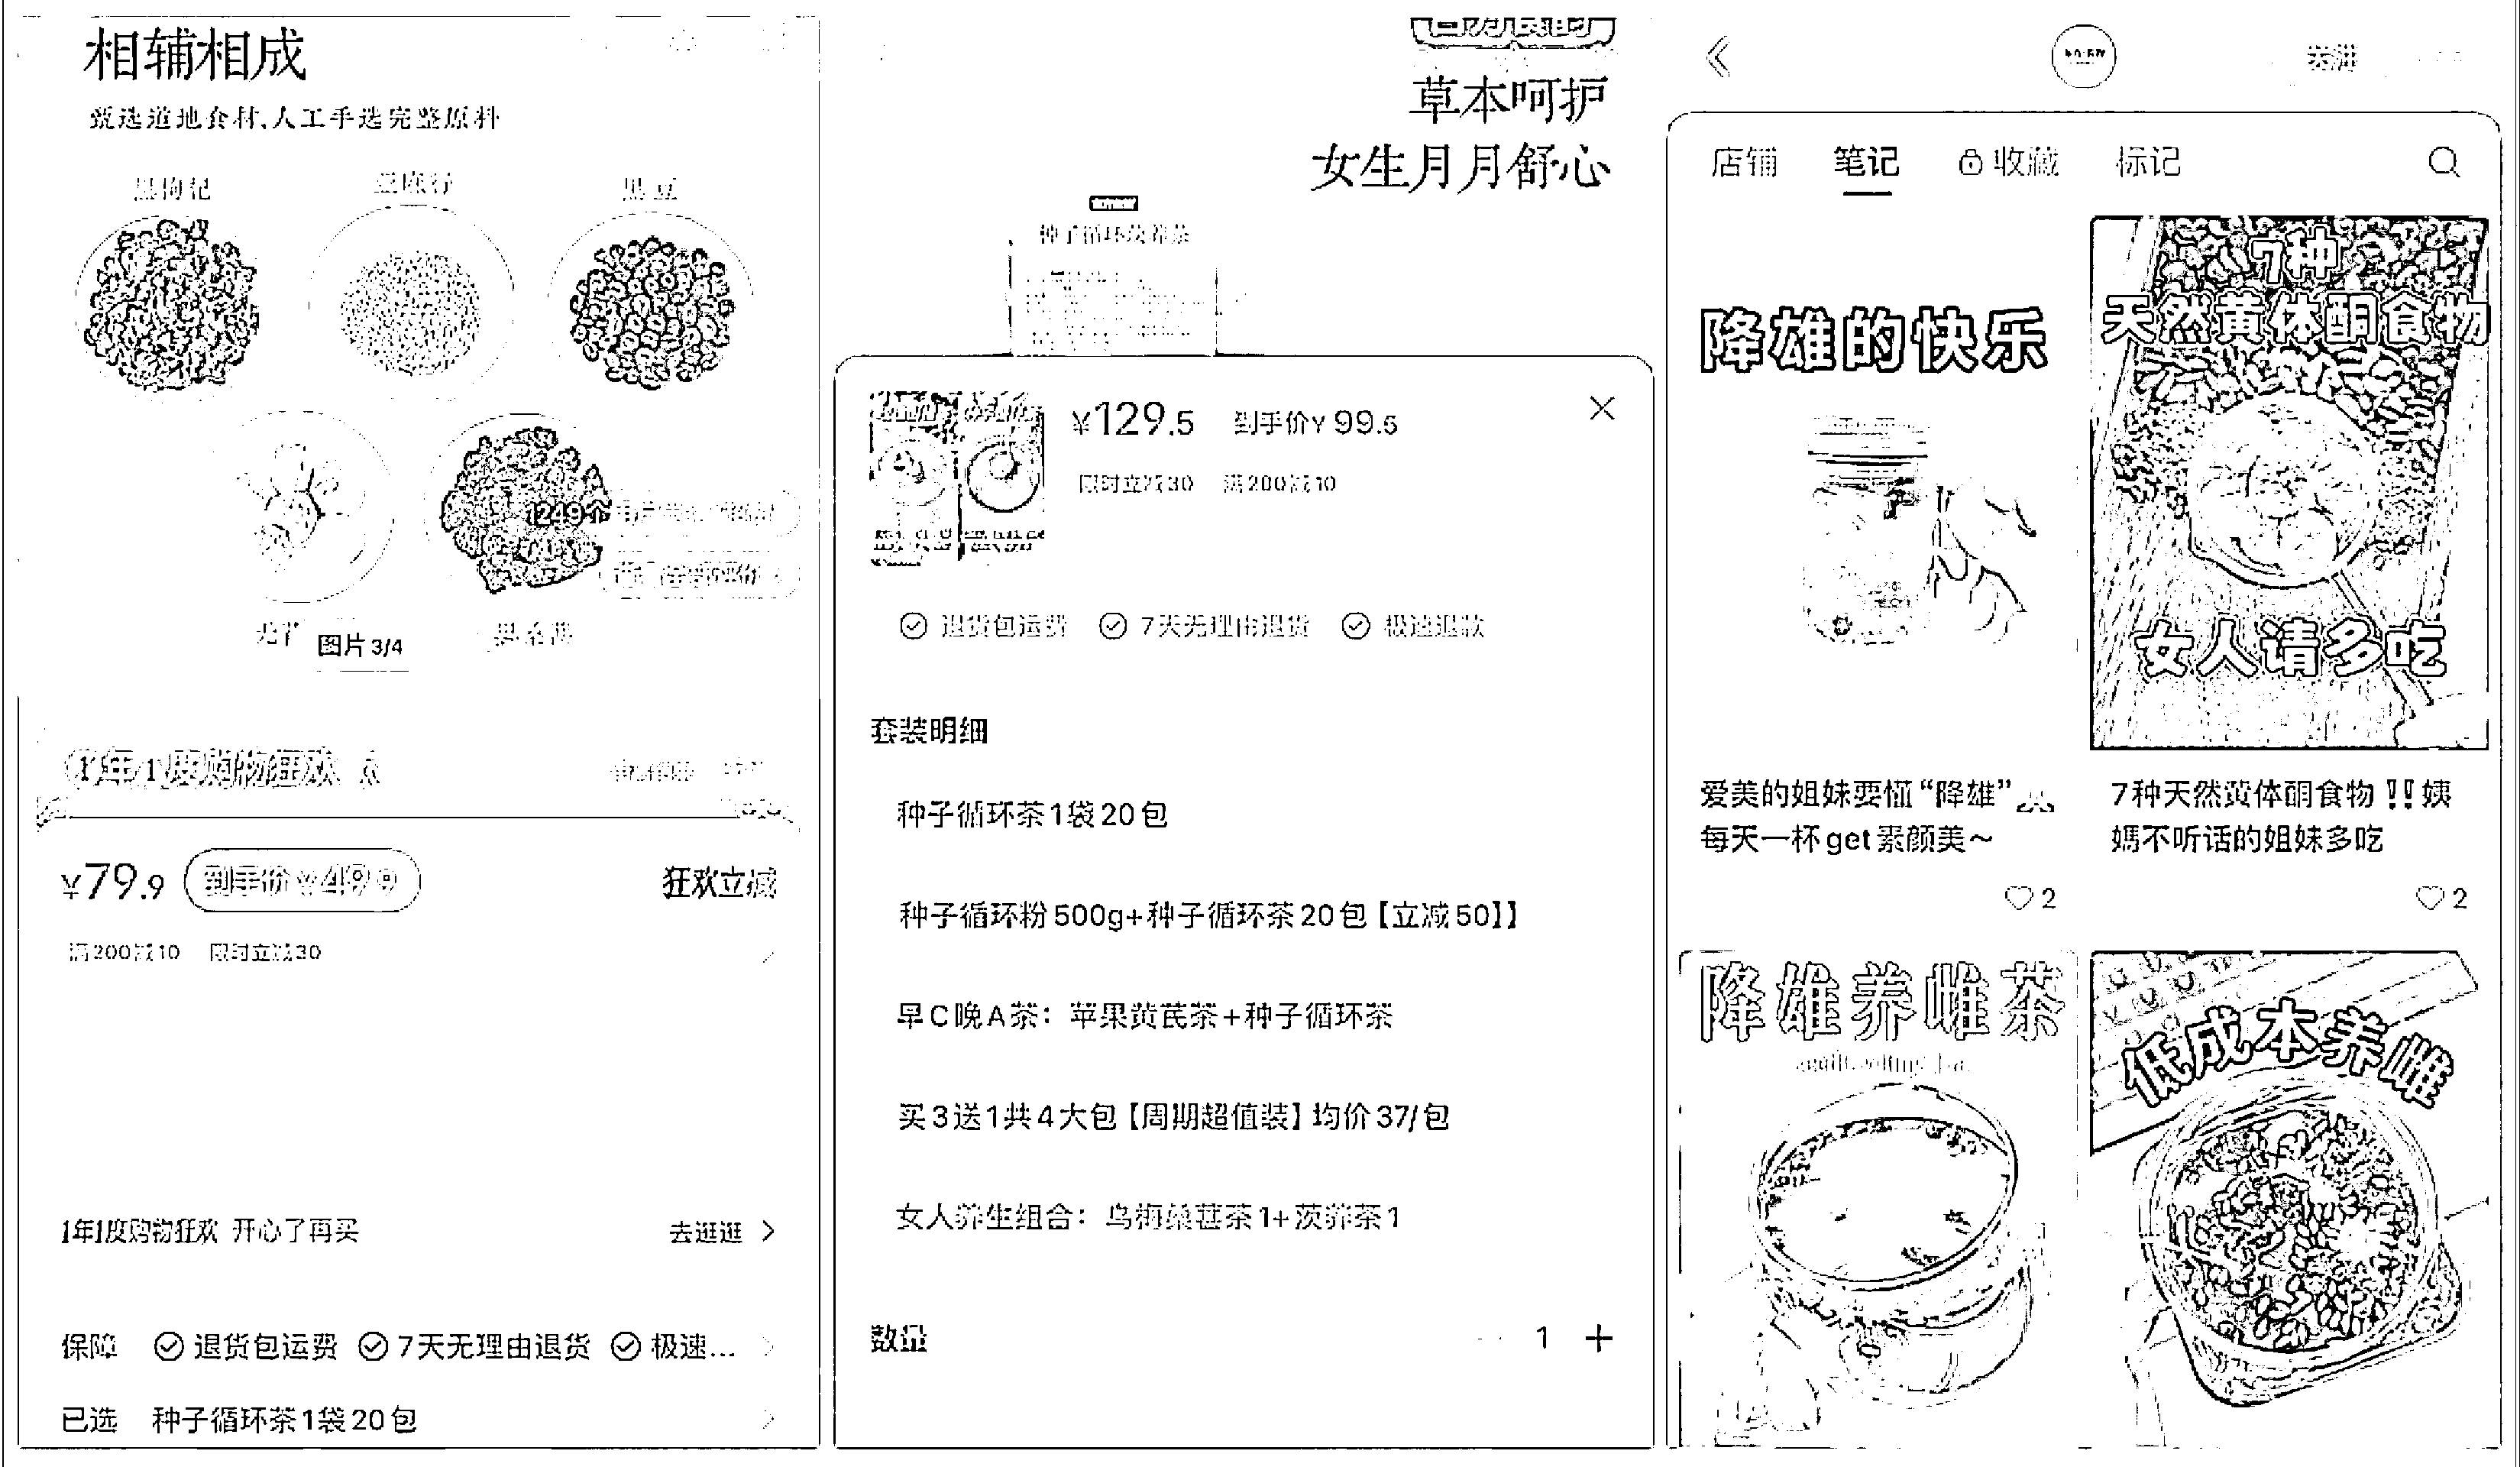 相辅相成
甄选道地食材,人工手选完整原料
黑枸杞
亚麻籽
黑豆
1249个
图片 3/4
黑桑葚
1年1度购物狂欢
¥79.9
到手价¥49.9
狂欢立减
满200减10 限时立减30
1年1度购物狂欢 开心了再买
去逛逛
保障 退货包运费 7天无理由退货 极速...
已选 种子循环茶1袋20包
草本呵护
女生月月舒心
种子循环茨养茶
¥129.5 到手价¥99.5
限时立减30 满200减10
退货包运费 7天无理由退货 极速退款
套装明细
种子循环茶1袋20包
种子循环粉500g+种子循环茶20包【立减50】】
早C晚A茶：苹果黄芪茶+种子循环茶
买3送1共4大包【周期超值装】均价37/包
女人养生组合：乌梅桑葚茶1+茨养茶1
数量
1
店铺 笔记 收藏 标记
降雄的快乐
爱美的姐妹要懂“降雄”
每天一杯get素颜美～
2
7种
天然黄体酮食物
女人请多吃
7种天然黄体酮食物‼️姨
媽不听话的姐妹多吃
2
降雄养雌茶
低成本养雌